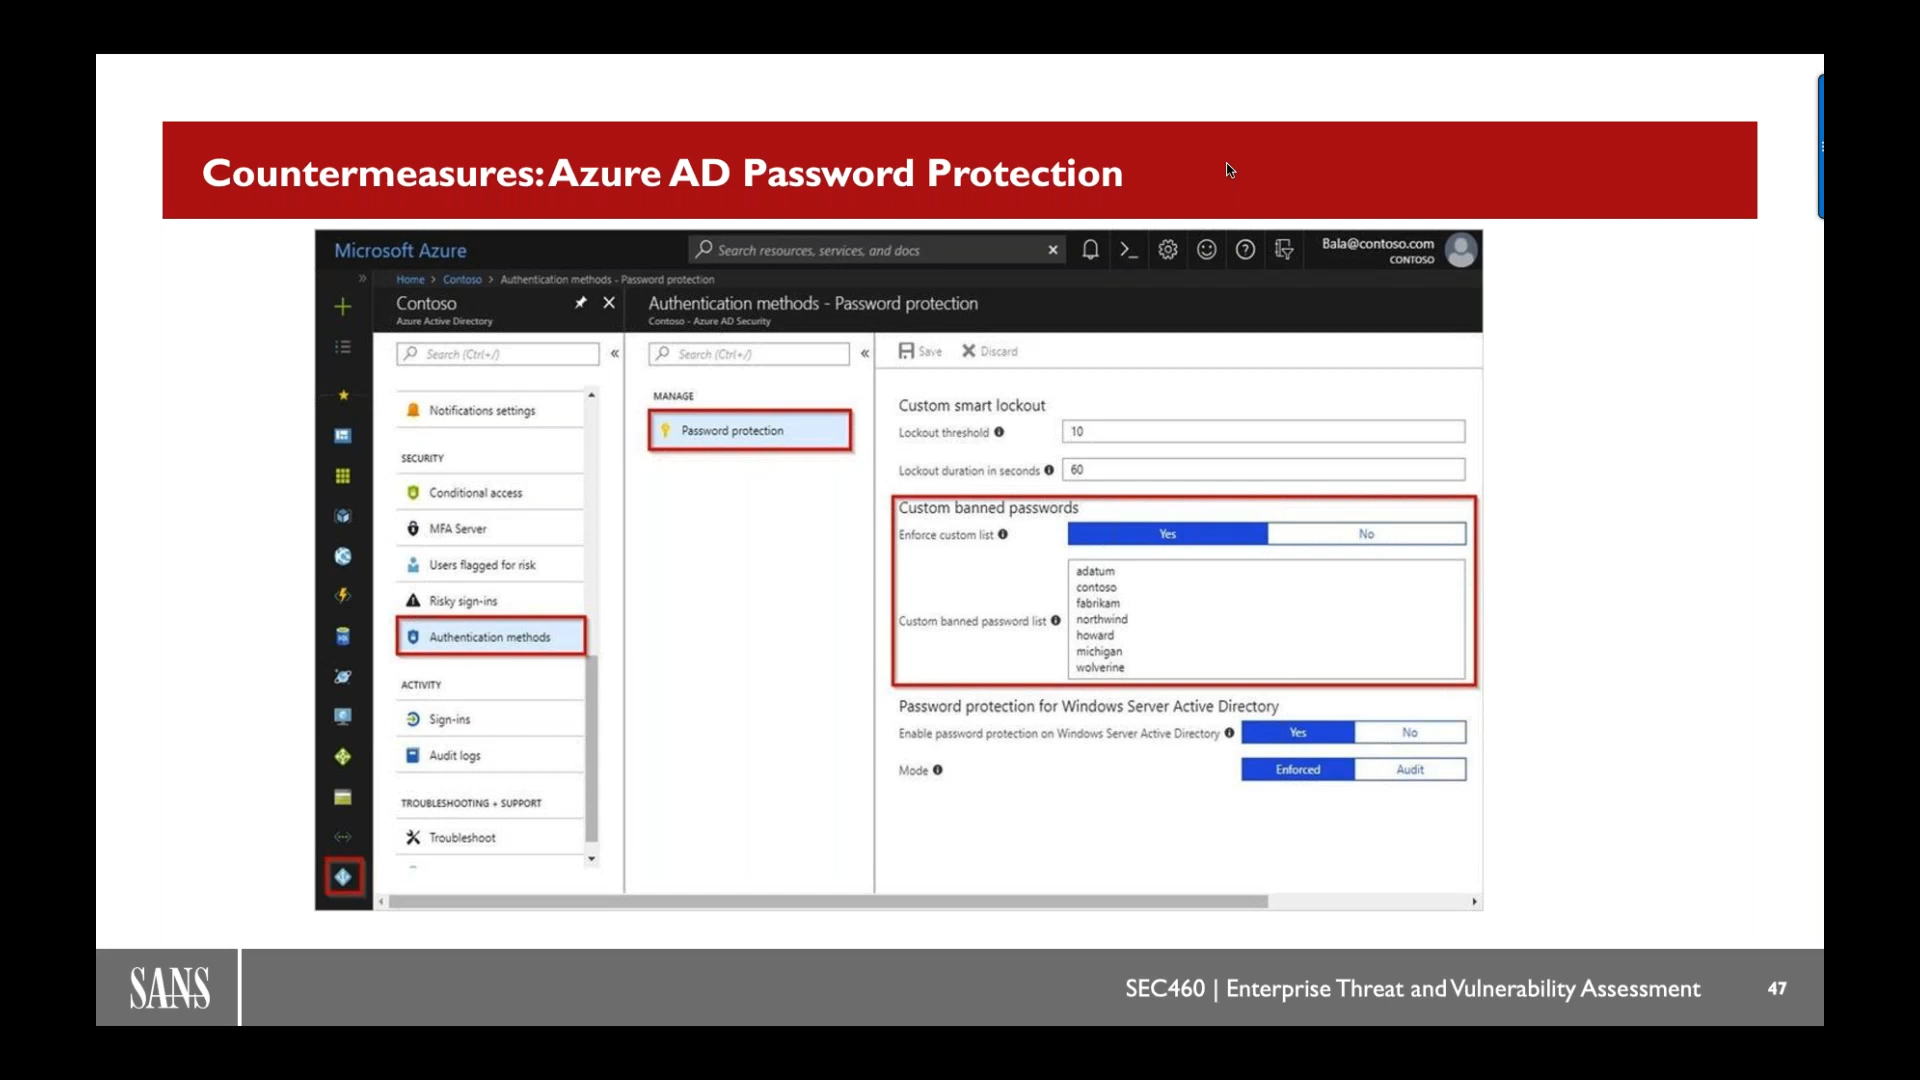 Countermeasures: Azure AD Password Protection
Microsoft Azure
Search resources, services, and docs
Bala@contoso.com
CONTOSO
Home > Contoso > Authentication methods - Password protection
Contoso
Azure Active Directory
Authentication methods - Password protection
Contoso - Azure AD Security
Search (Ctrl+/)
Notifications settings
SECURITY
Conditional access
MFA Server
Users flagged for risk
Risky sign-ins
Authentication methods
ACTIVITY
Sign-ins
Audit logs
TROUBLESHOOTING + SUPPORT
Troubleshoot
Search (Ctrl+/)
MANAGE
Password protection
Save Discard
Custom smart lockout
Lockout threshold 10
Lockout duration in seconds 60
Custom banned passwords
Enforce custom list Yes No
Custom banned password list
adatum
contoso
fabrikam
northwind
howard
michigan
wolverine
Password protection for Windows Server Active Directory
Enable password protection on Windows Server Active Directory Yes No
Mode Enforced Audit
SANS
SEC460 | Enterprise Threat and Vulnerability Assessment 47